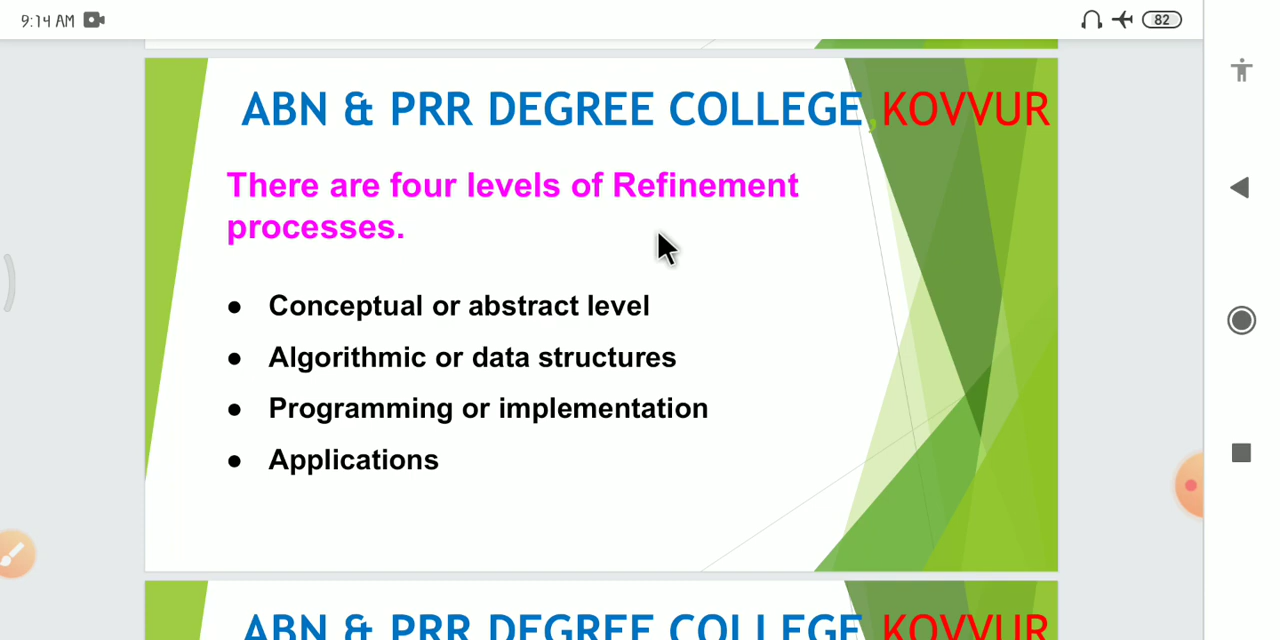 9:14 AM
82
ABN & PRR DEGREE COLLEGE,KOVVUR
There are four levels of Refinement
processes.
● Conceptual or abstract level
● Algorithmic or data structures
● Programming or implementation
● Applications
ABN & PRR DEGREE COLLEGE KOVVUR